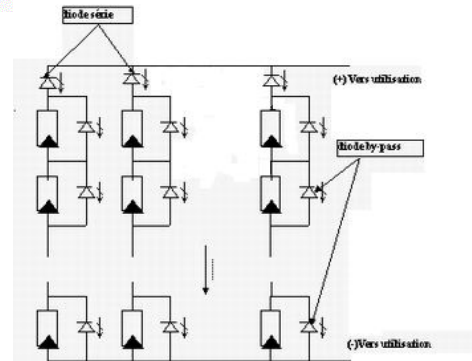 diode série
(+) Vers utilisation
diode by-pass
(-)Vers utilisation